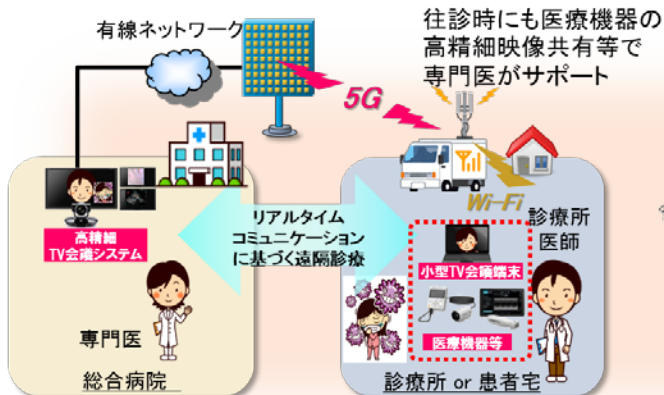 有線ネットワーク
往診時にも医療機器の
高精細映像共有等で
専門医がサポート
5G
Wi-Fi
高精細
TV会議システム
リアルタイム
コミュニケーション
に基づく遠隔診療
診療所
医師
小型TV会議端末
医療機器等
専門医
総合病院
診療所 or 患者宅